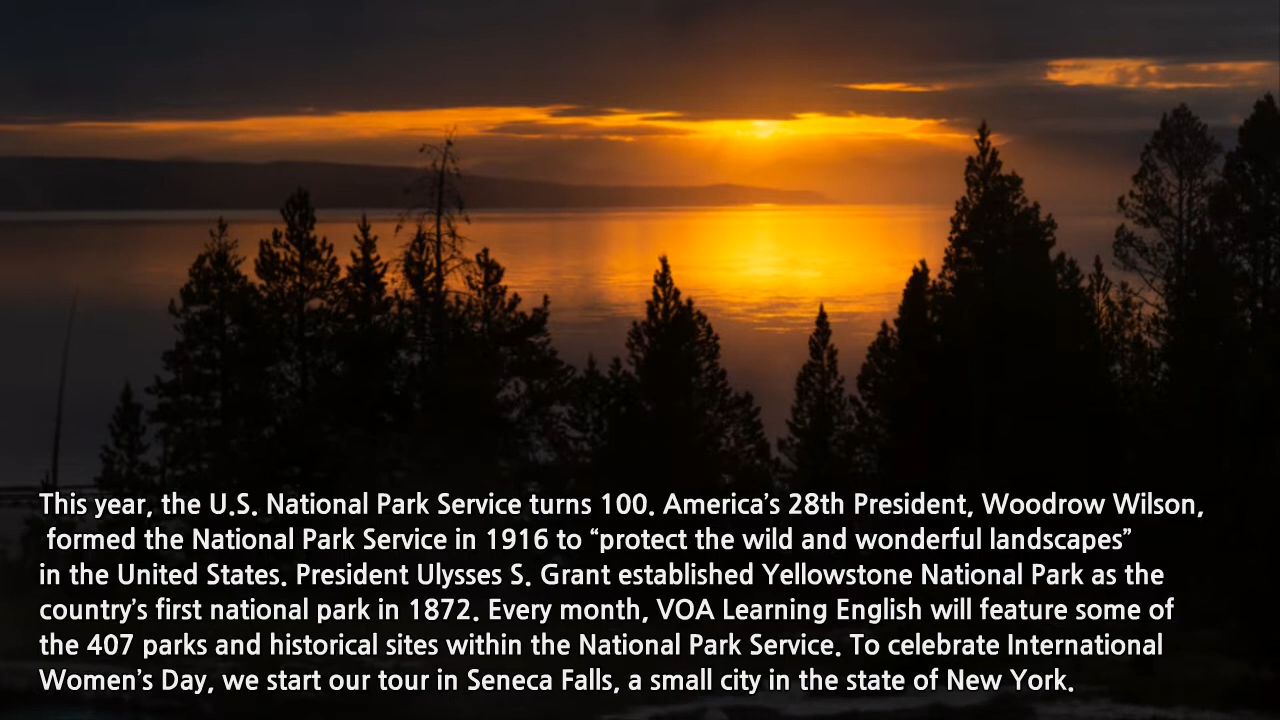 This year, the U.S. National Park Service turns 100. America’s 28th President, Woodrow Wilson,
formed the National Park Service in 1916 to “protect the wild and wonderful landscapes”
in the United States. President Ulysses S. Grant established Yellowstone National Park as the
country’s first national park in 1872. Every month, VOA Learning English will feature some of
the 407 parks and historical sites within the National Park Service. To celebrate International
Women’s Day, we start our tour in Seneca Falls, a small city in the state of New York.